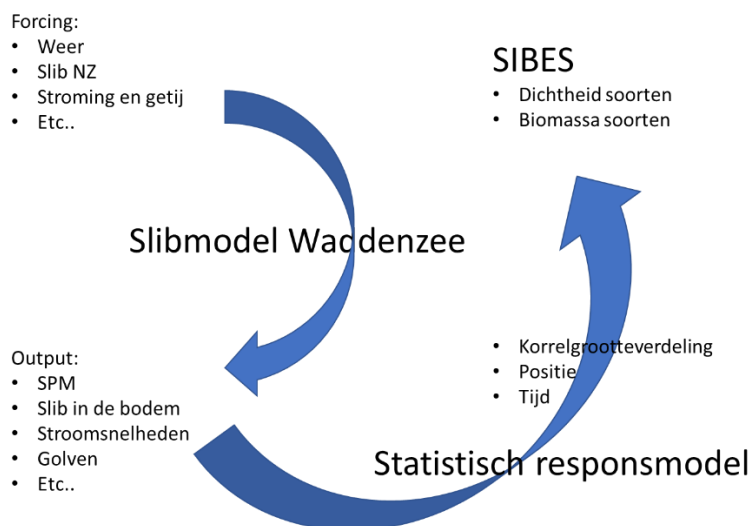 Forcing:
• Weer
• Slib NZ
• Stroming en getij
• Etc..
SIBES
• Dichtheid soorten
• Biomassa soorten
Slibmodel Waddenzee
Output:
• SPM
• Slib in de bodem
• Stroomsnelheden
• Golven
• Etc..
• Korrelgrootteverdeling
• Positie
• Tijd
Statistisch responsmodel